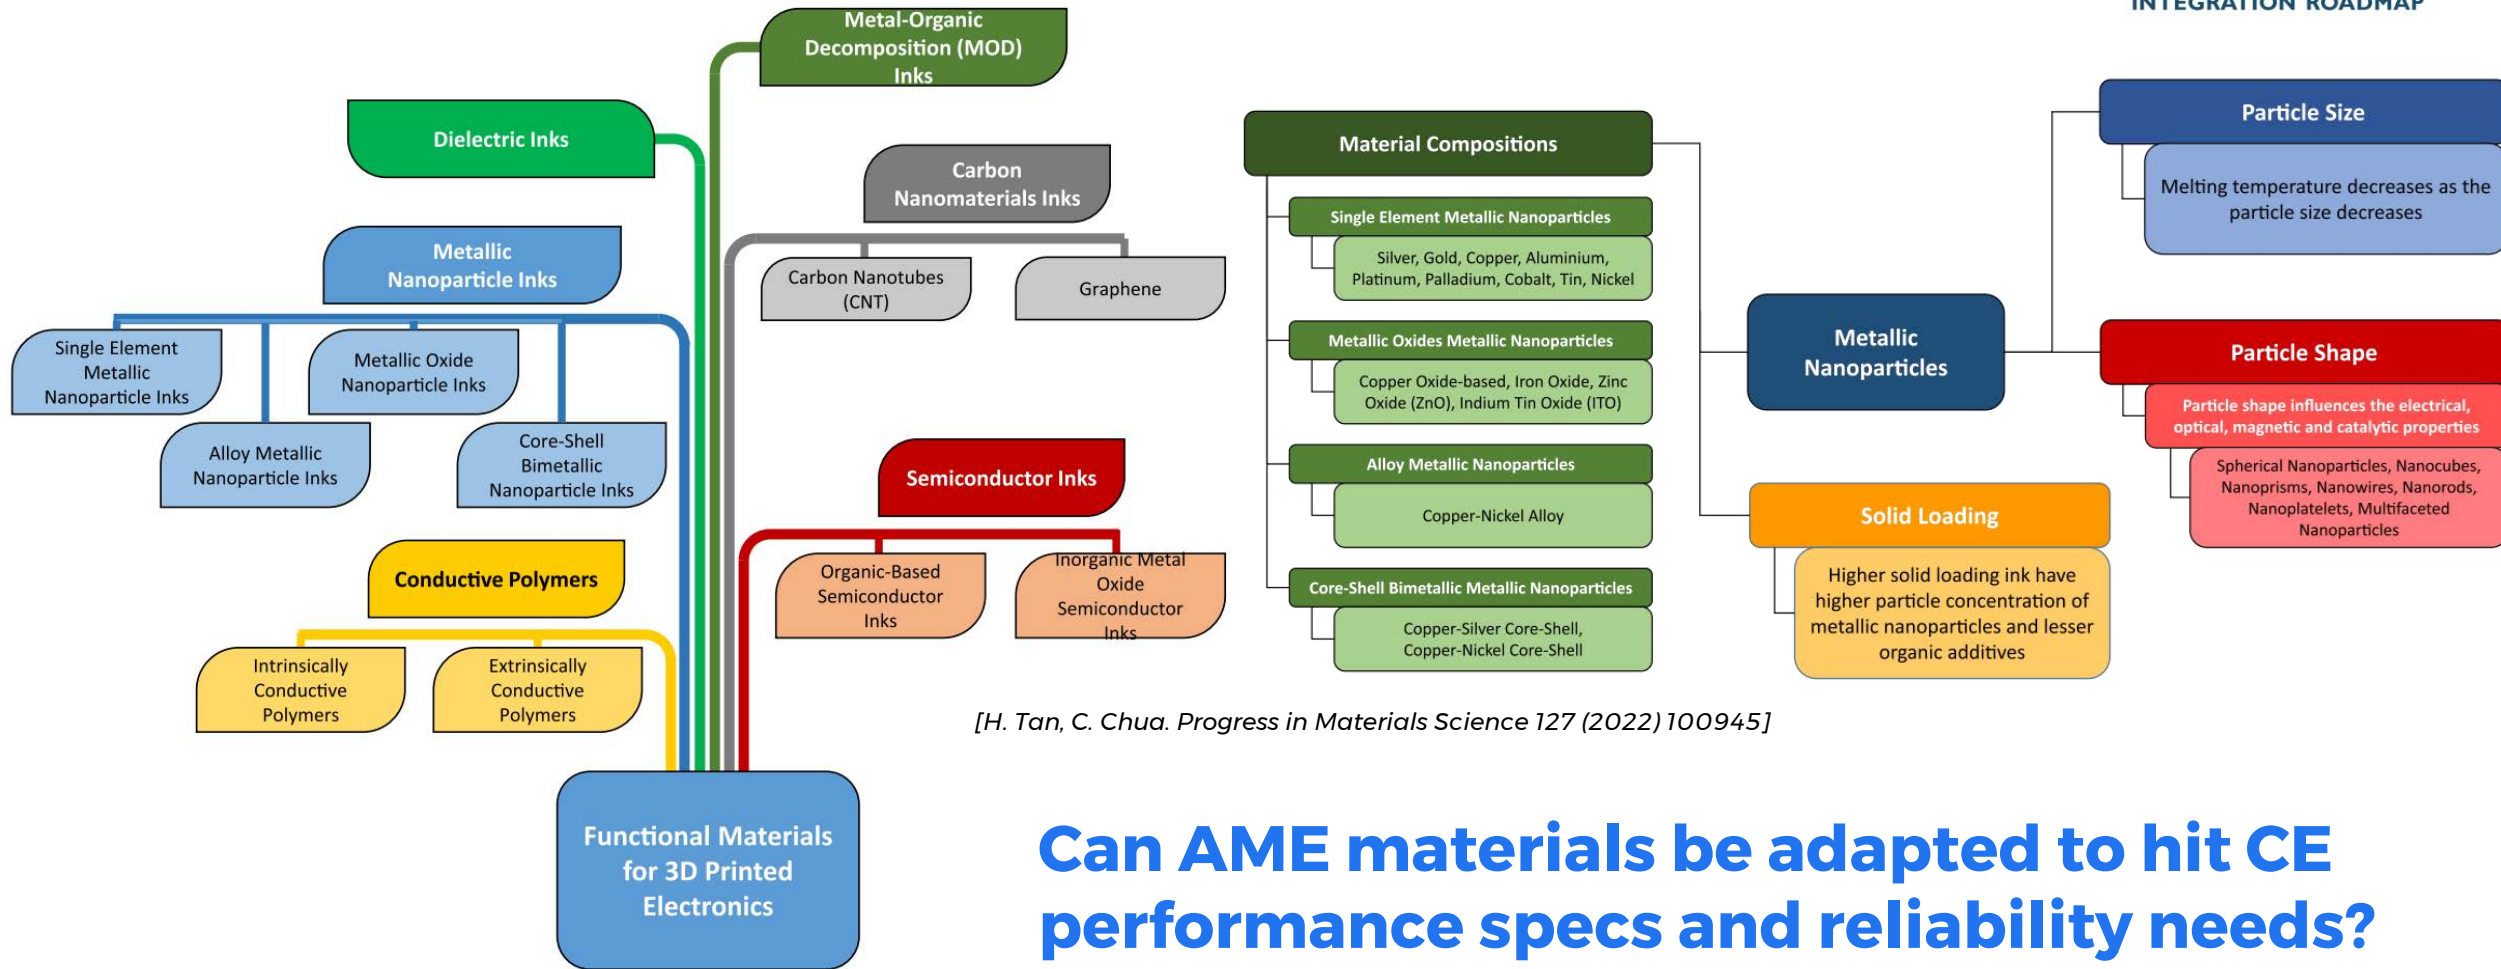 INTEGRATION ROADMAP
Metal-Organic
Decomposition (MOD)
Inks
Dielectric Inks
Carbon
Nanomaterials Inks
Carbon Nanotubes
(CNT)
Graphene
Metallic
Nanoparticle Inks
Single Element
Metallic
Nanoparticle Inks
Metallic Oxide
Nanoparticle Inks
Alloy Metallic
Nanoparticle Inks
Core-Shell
Bimetallic
Nanoparticle Inks
Semiconductor Inks
Organic-Based
Semiconductor
Inks
Inorganic Metal
Oxide
Semiconductor
Inks
Conductive Polymers
Intrinsically
Conductive
Polymers
Extrinsically
Conductive
Polymers
Functional Materials
for 3D Printed
Electronics
Material Compositions
Single Element Metallic Nanoparticles
Silver, Gold, Copper, Aluminium,
Platinum, Palladium, Cobalt, Tin, Nickel
Metallic Oxides Metallic Nanoparticles
Copper Oxide-based, Iron Oxide, Zinc
Oxide (ZnO), Indium Tin Oxide (ITO)
Alloy Metallic Nanoparticles
Copper-Nickel Alloy
Core-Shell Bimetallic Metallic Nanoparticles
Copper-Silver Core-Shell,
Copper-Nickel Core-Shell
Metallic
Nanoparticles
Particle Size
Melting temperature decreases as the
particle size decreases
Particle Shape
Particle shape influences the electrical,
optical, magnetic and catalytic properties
Spherical Nanoparticles, Nanocubes,
Nanoprisms, Nanowires, Nanorods,
Nanoplatelets, Multifaceted
Nanoparticles
Solid Loading
Higher solid loading ink have
higher particle concentration of
metallic nanoparticles and lesser
organic additives
[H. Tan, C. Chua. Progress in Materials Science 127 (2022) 100945]
Can AME materials be adapted to hit CE
performance specs and reliability needs?